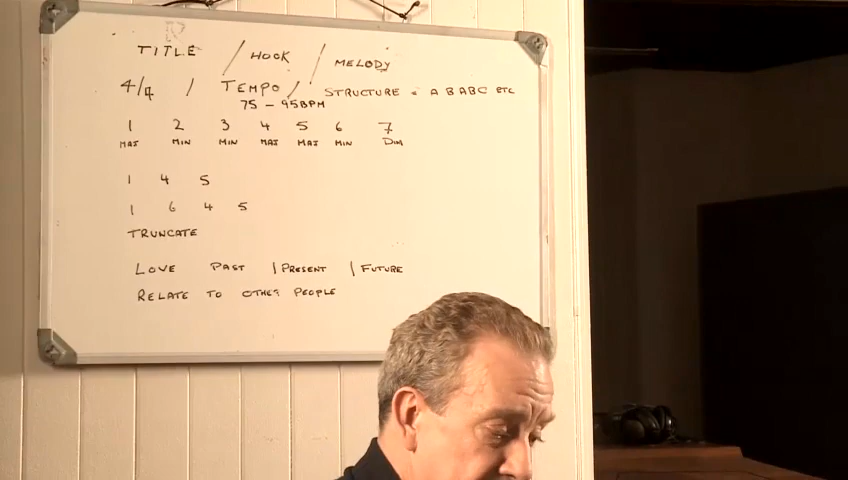 TITLE / HOOK / MELODY
4/4 / TEMPO / STRUCTURE = A B ABC ETC
75 - 95BPM
1 2 3 4 5 6 7
MAJ MIN MIN MAJ MAJ MIN DIM
1 4 5
1 6 4 5
TRUNCATE
LOVE PAST | PRESENT | FUTURE
RELATE TO OTHER PEOPLE